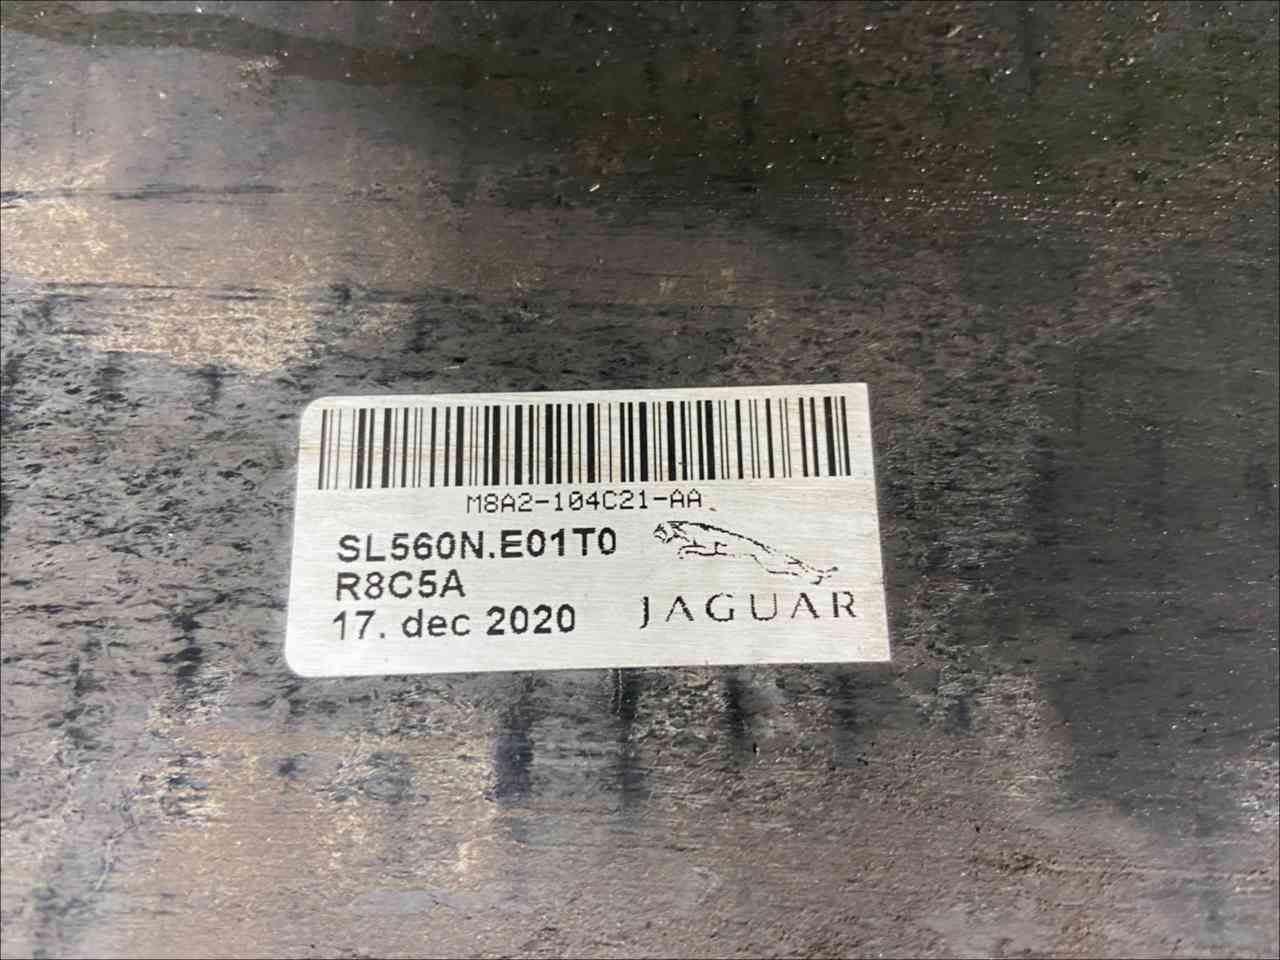 M8A2-104C21-AA
SL560N.E01T0
R8C5A
17. dec 2020
JAGUAR